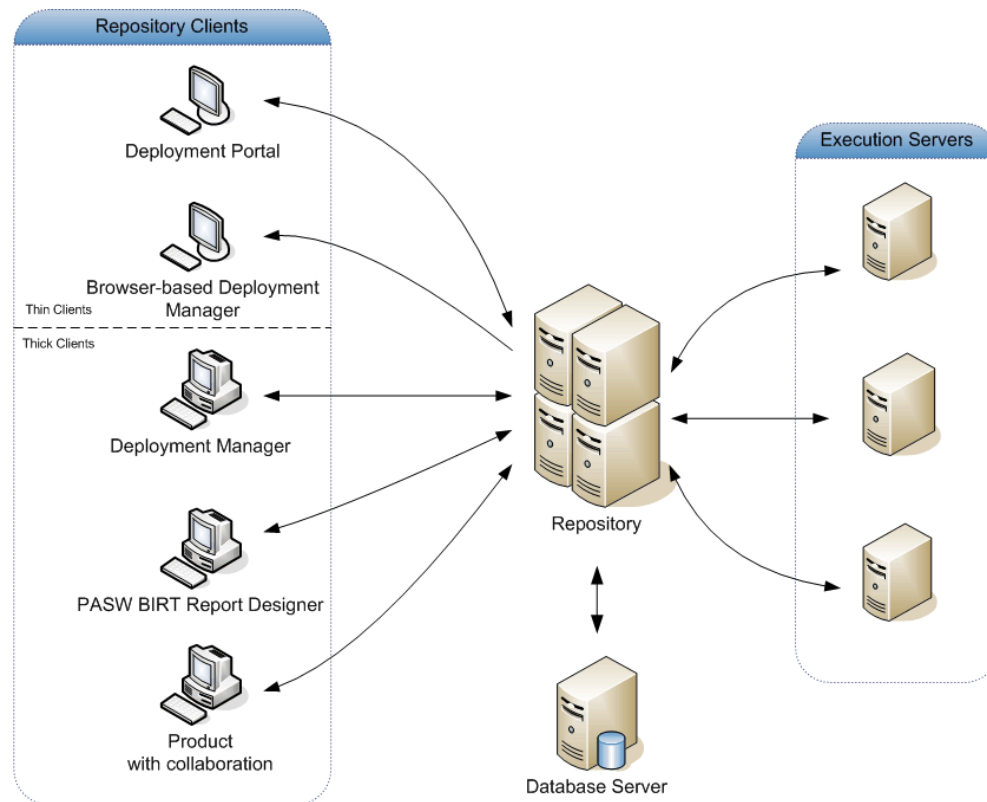 Repository Clients
Deployment Portal
Browser-based Deployment
Manager
Thin Clients
Thick Clients
Deployment Manager
PASW BIRT Report Designer
Product
with collaboration
Repository
Database Server
Execution Servers